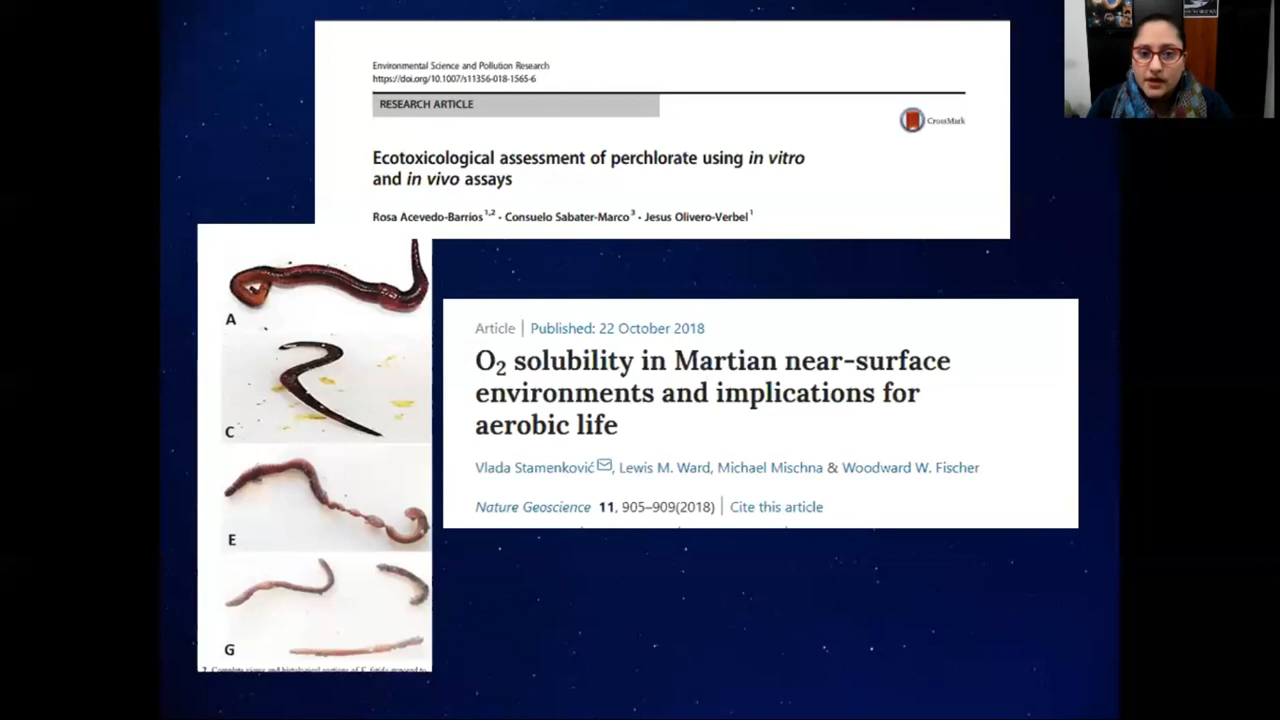 Environmental Science and Pollution Research
https://doi.org/10.1007/s11356-018-1565-6
RESEARCH ARTICLE
CrossMark
Ecotoxicological assessment of perchlorate using in vitro
and in vivo assays
Rosa Acevedo-Barrios 1,2 · Consuelo Sabater-Marco 3 · Jesus Olivero-Verbel 1
A
C
E
G
Article | Published: 22 October 2018
O2 solubility in Martian near-surface
environments and implications for
aerobic life
Vlada Stamenković, Lewis M. Ward, Michael Mischna & Woodward W. Fischer
Nature Geoscience 11, 905–909(2018) | Cite this article